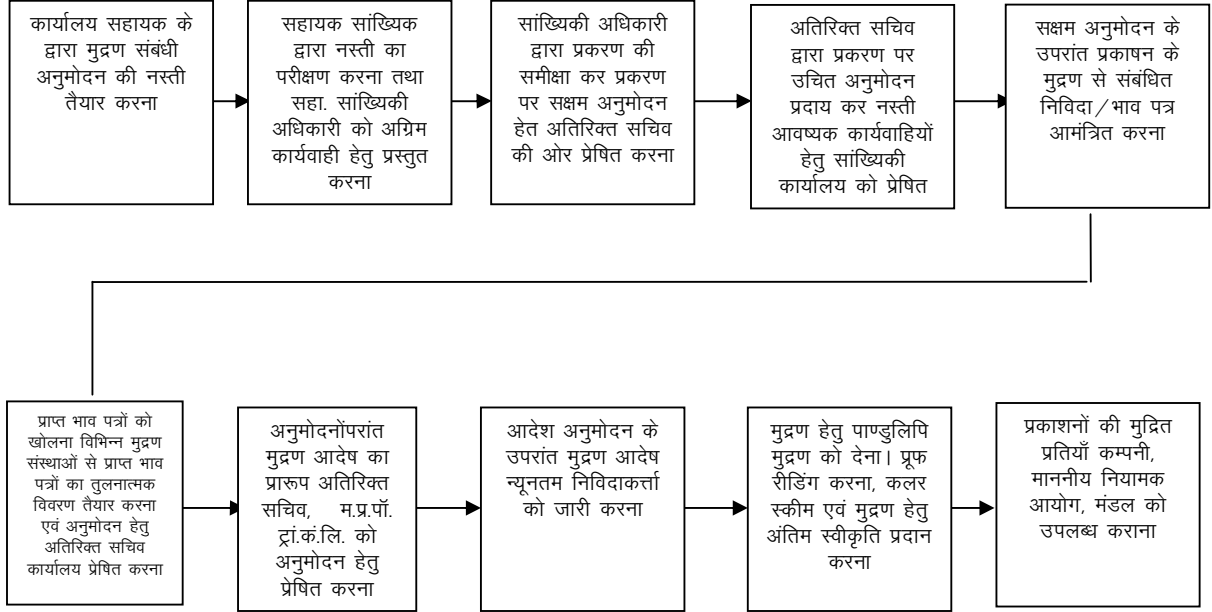 कार्यालय सहायक के
द्वारा मुद्रण संबंधी
अनुमोदन की नस्ती
तैयार करना
सहायक सांख्यिक
द्वारा नस्ती का
परीक्षण करना तथा
सहा. सांख्यिकी
अधिकारी को अग्रिम
कार्यवाही हेतु प्रस्तुत
करना
सांख्यिकी अधिकारी
द्वारा प्रकरण की
समीक्षा कर प्रकरण
पर सक्षम अनुमोदन
हेत अतिरिक्त सचिव
की ओर प्रेषित करना
अतिरिक्त सचिव
द्वारा प्रकरण पर
उचित अनुमोदन
प्रदाय कर नस्ती
आवष्यक कार्यवाहियों
हेतु सांख्यिकी
कार्यालय को प्रेषित
सक्षम अनुमोदन के
उपरांत प्रकाषन के
मुद्रण से संबंधित
निविदा/भाव पत्र
आमंत्रित करना
प्राप्त भाव पत्रों को
खोलना विभिन्न मुद्रण
संस्थाओं से प्राप्त भाव
पत्रों का तुलनात्मक
विवरण तैयार करना
एवं अनुमोदन हेतु
अतिरिक्त सचिव
कार्यालय प्रेषित करना
अनुमोदनोंपरांत
मुद्रण आदेष का
प्रारूप अतिरिक्त
सचिव, म.प्र.पॉ.
ट्रां.कं.लि. को
अनुमोदन हेतु
प्रेषित करना
आदेश अनुमोदन के
उपरांत मुद्रण आदेष
न्यूनतम निविदाकर्त्ता
को जारी करना
मुद्रण हेतु पाण्डुलिपि
मुद्रण को देना। प्रूफ
रीडिंग करना, कलर
स्कीम एवं मुद्रण हेतु
अंतिम स्वीकृति प्रदान
करना
प्रकाशनों की मुद्रित
प्रतियाँ कम्पनी,
माननीय नियामक
आयोग, मंडल को
उपलब्ध कराना